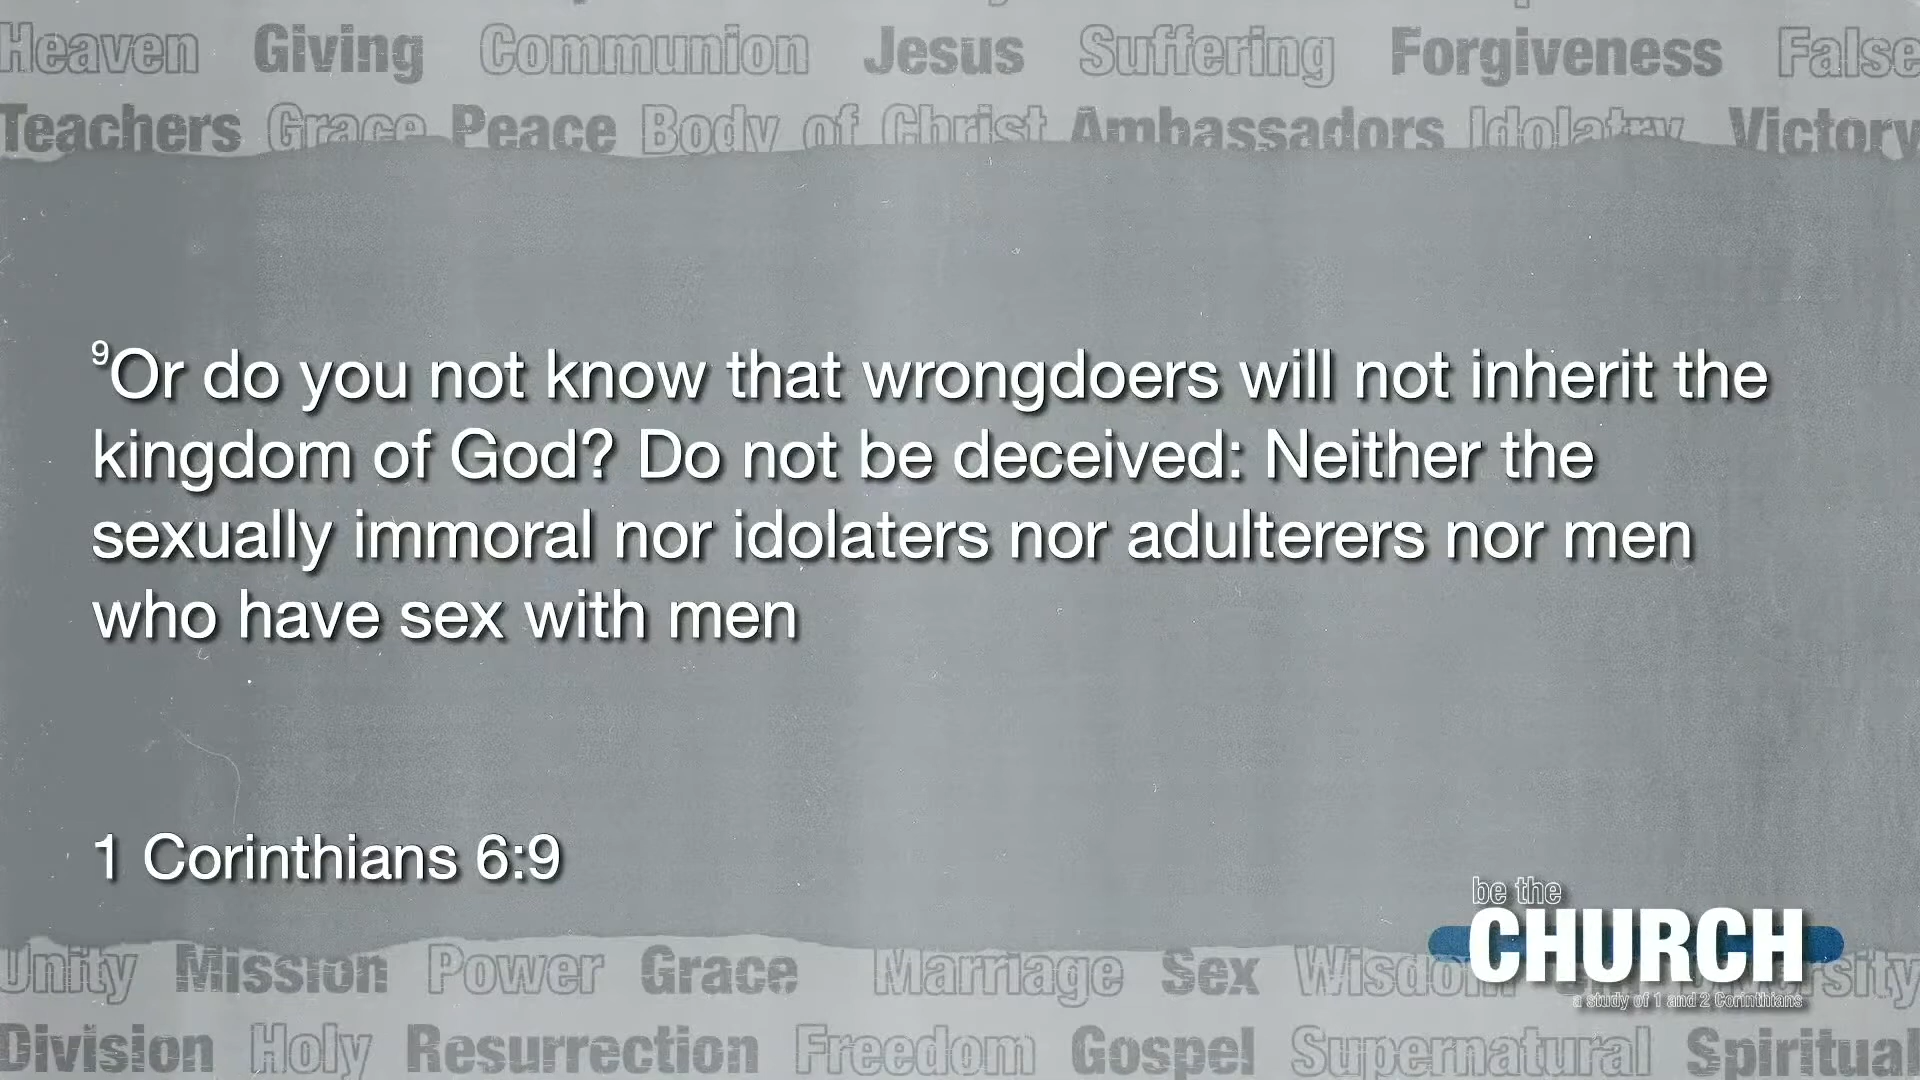 Heaven Giving Communion Jesus Suffering Forgiveness False
Teachers Grace Peace Body of Christ Ambassadors Idolatry Victory
⁹Or do you not know that wrongdoers will not inherit the
kingdom of God? Do not be deceived: Neither the
sexually immoral nor idolaters nor adulterers nor men
who have sex with men
1 Corinthians 6:9
be the
CHURCH
a study of 1 and 2 Corinthians
Unity Mission Power Grace Marriage Sex
Division Holy Resurrection Freedom Gospel Supernatural Spiritual